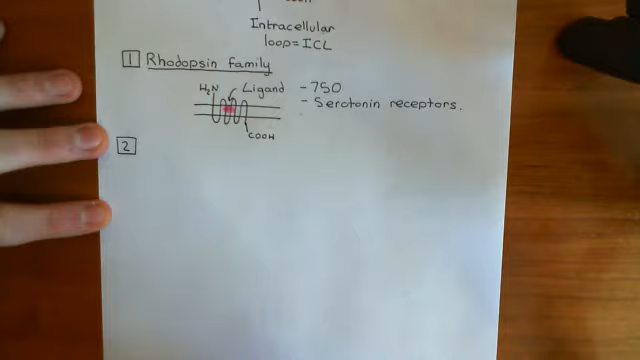 Intracellular
loop = ICL
1 Rhodopsin family
H2N Ligand - 750
- Serotonin receptors.
COOH
2